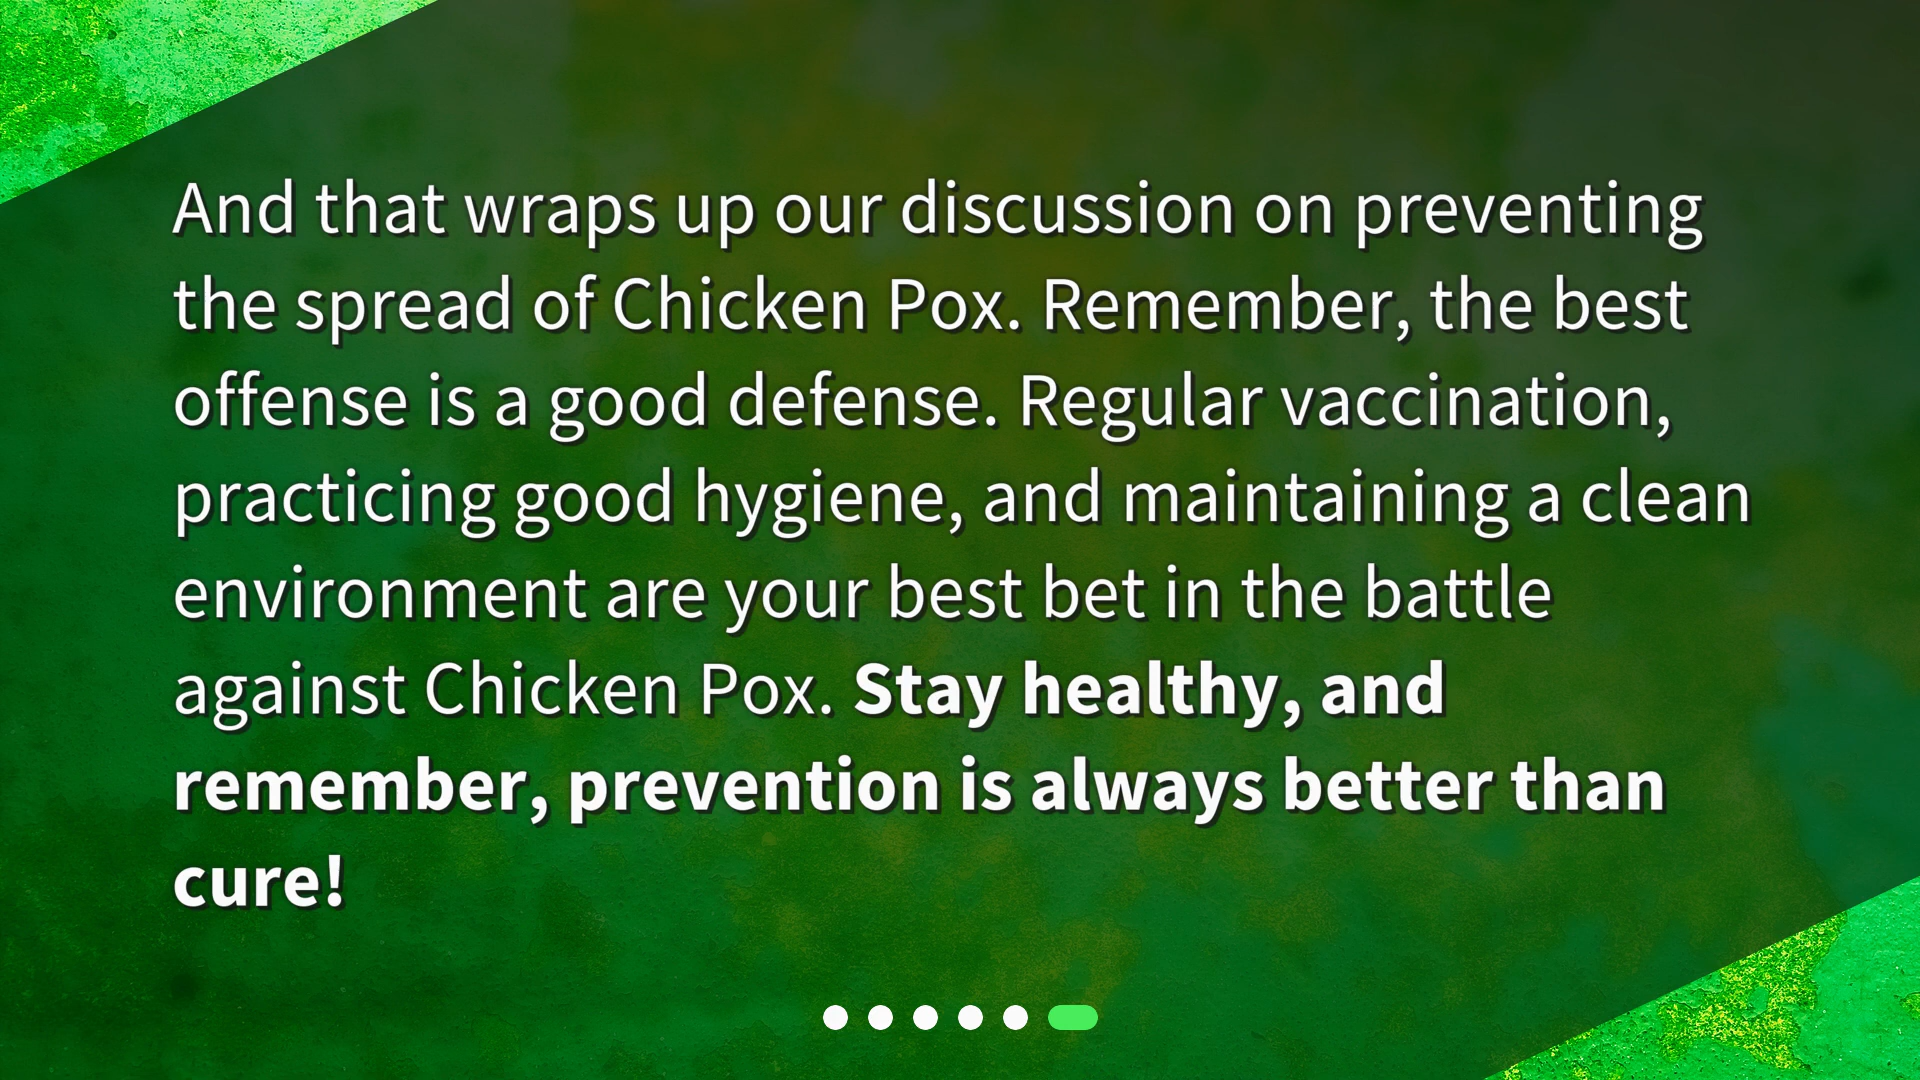 And that wraps up our discussion on preventing
the spread of Chicken Pox. Remember, the best
offense is a good defense. Regular vaccination,
practicing good hygiene, and maintaining a clean
environment are your best bet in the battle
against Chicken Pox. Stay healthy, and
remember, prevention is always better than
cure!